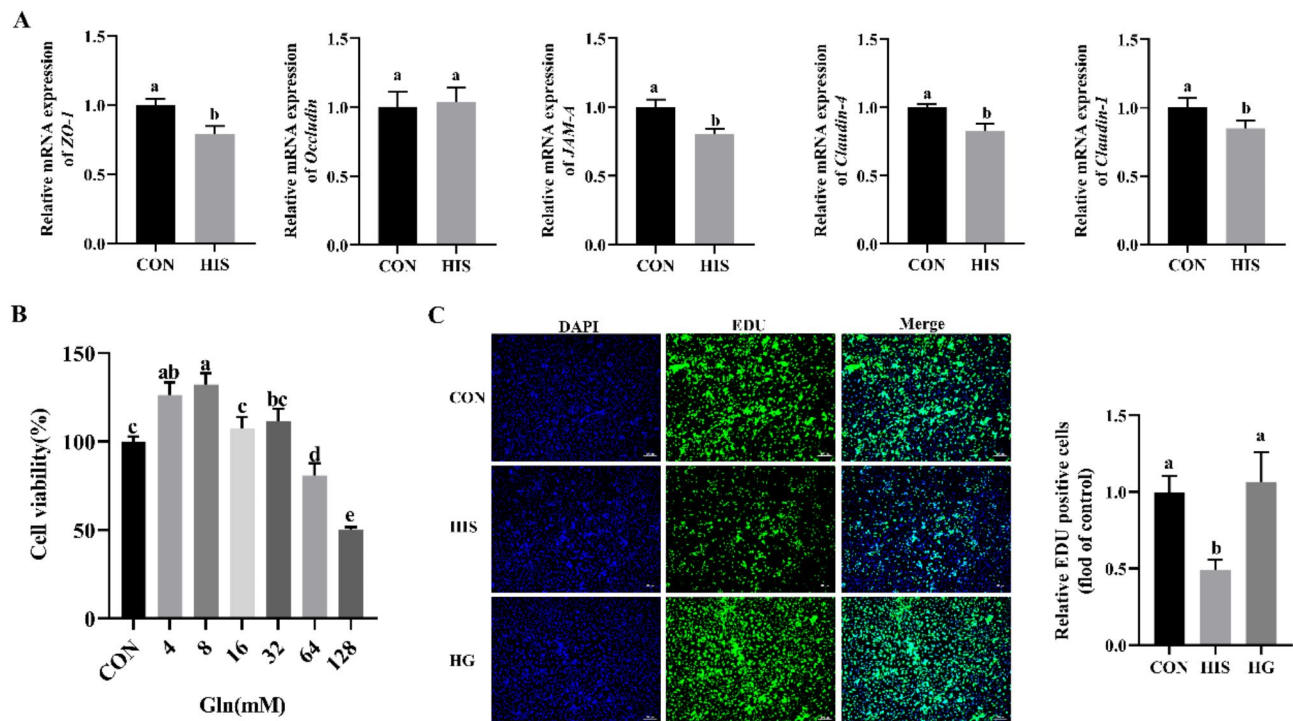 A
Relative mRNA expression
of ZO-1
1.5
1.0
0.5
0.0
a
b
CON
HIS
Relative mRNA expression
of Occludin
1.5
1.0
0.5
0.0
a
a
CON
HIS
Relative mRNA expression
of JAM-A
1.5
1.0
0.5
0.0
a
b
CON
HIS
Relative mRNA expression
of Claudin-4
1.5
1.0
0.5
0.0
a
b
CON
HIS
Relative mRNA expression
of Claudin-1
1.5
1.0
0.5
0.0
a
b
CON
HIS
B
Cell viability(%)
150
100
50
0
c
ab
a
c
bc
d
e
CON
4
8
16
32
64
128
Gln(mM)
C
DAPI
EDU
Merge
CON
HIS
HG
Relative EDU positive cells
(flod of control)
1.5
1.0
0.5
0.0
a
b
a
CON
HIS
HG